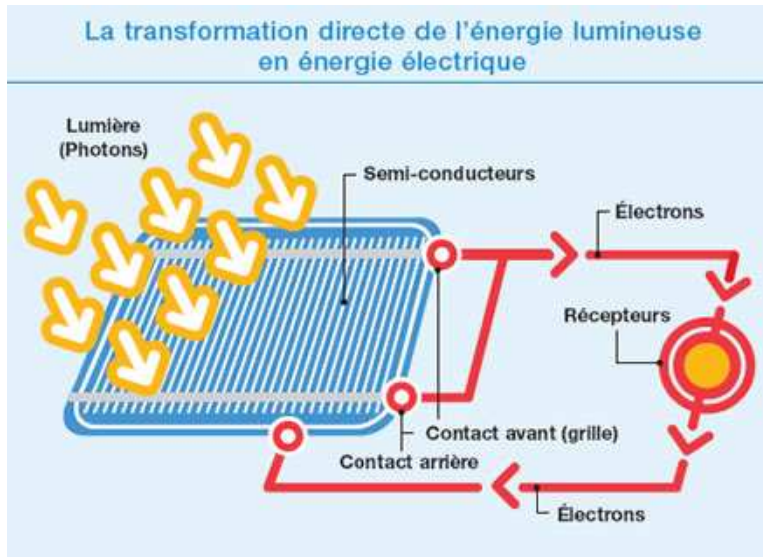 La transformation directe de l'énergie lumineuse
en énergie électrique
Lumière
(Photons)
Semi-conducteurs
Électrons
Récepteurs
Contact avant (grille)
Contact arrière
Électrons